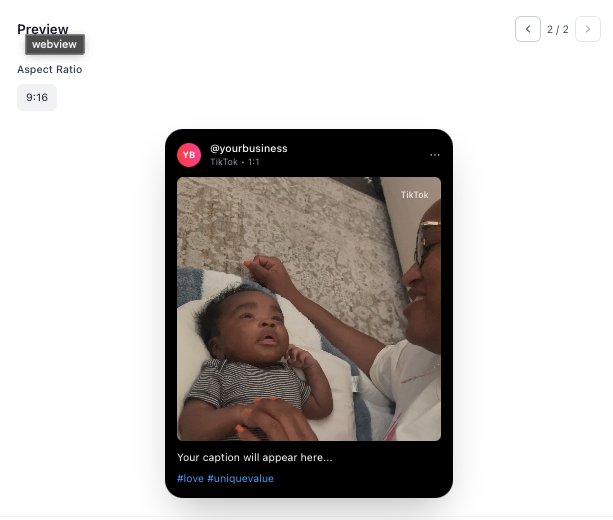 Preview
webview
2 / 2
Aspect Ratio
9:16
YB
@yourbusiness
TikTok • 1:1
TikTok
Your caption will appear here...
#love #uniquevalue